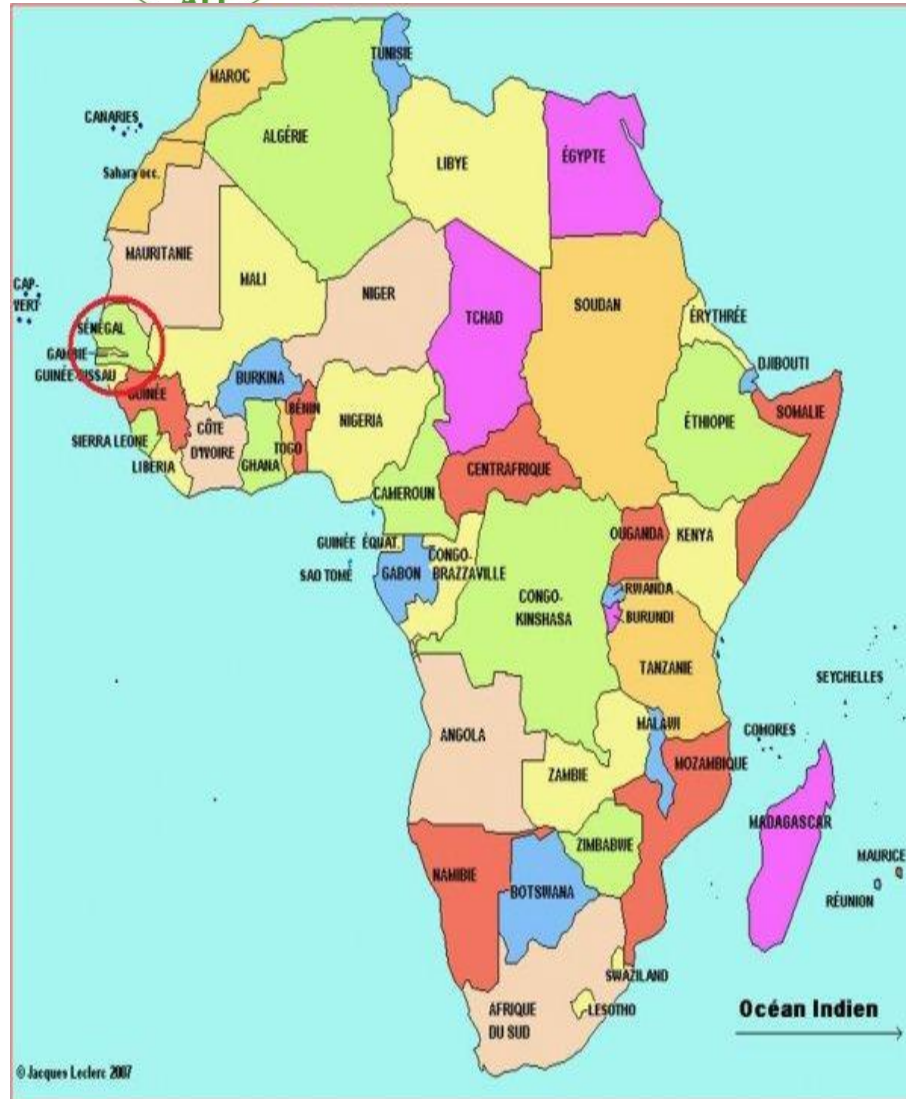 TUNISIE
MAROC
CANARIES
ALGÉRIE
LIBYE
ÉGYPTE
Sahara occ.
MAURITANIE
MALI
NIGER
TCHAD
SOUDAN
CAP-
VERT
ÉRYTHRÉE
SÉNÉGAL
GAMBIE
DJIBOUTI
GUINÉE-BISSAU
BURKINA
GUINÉE
BÉNIN
SOMALIE
NIGERIA
ÉTHIOPIE
CÔTE
D'IVOIRE
SIERRA LEONE
GHANA
TOGO
LIBERIA
CENTRAFRIQUE
CAMEROUN
OUGANDA
KENYA
GUINÉE ÉQUAT.
CONGO-
BRAZZAVILLE
SAO TOMÉ
GABON
RWANDA
CONGO-
KINSHASA
BURUNDI
TANZANIE
SEYCHELLES
MALAWI
COMORES
ANGOLA
MOZAMBIQUE
ZAMBIE
MADAGASCAR
ZIMBABWE
MAURICE
NAMIBIE
BOTSWANA
RÉUNION
SWAZILAND
AFRIQUE
DU SUD
LESOTHO
Océan Indien
© Jacques Leclerc 2007